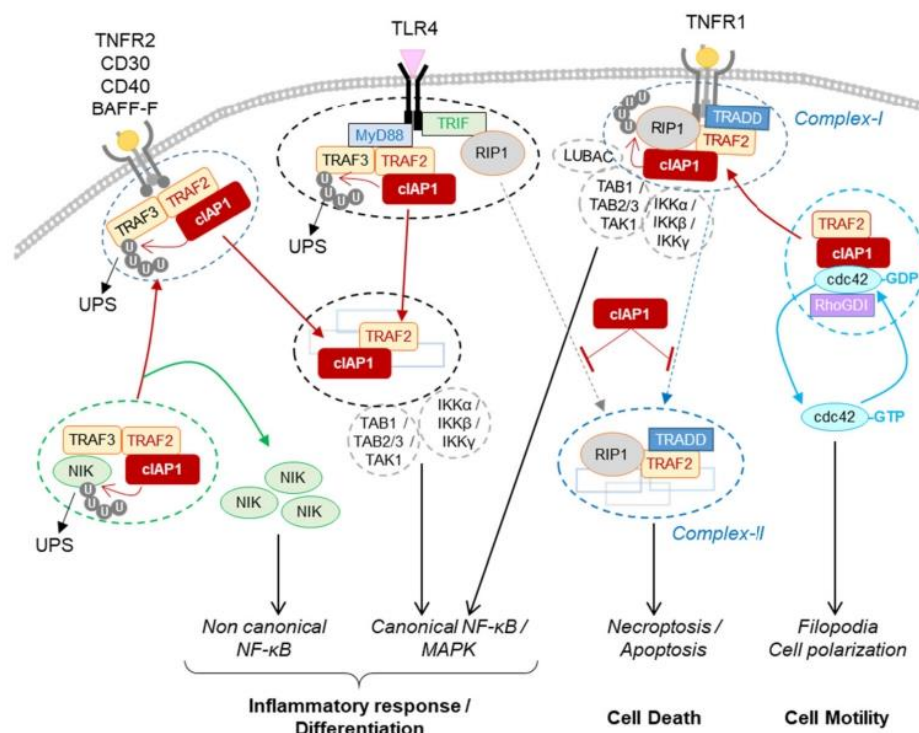 TNFR2
CD30
CD40
BAFF-F
TLR4
TNFR1
TRAF3
TRAF2
cIAP1
U
U
U
U
UPS
MyD88
TRIF
TRAF3
TRAF2
RIP1
cIAP1
U
U
U
U
UPS
U
U
U
U
RIP1
TRADD
TRAF2
cIAP1
Complex-I
LUBAC
TAB1 /
TAB2/3 /
TAK1
IKKα /
IKKβ /
IKKγ
TRAF2
cIAP1
cdc42
GDP
RhoGDI
cdc42
GTP
cIAP1
TRAF2
cIAP1
TAB1 /
TAB2/3 /
TAK1
IKKα /
IKKβ /
IKKγ
TRAF3
TRAF2
NIK
cIAP1
U
U
U
U
UPS
NIK
NIK
NIK
RIP1
TRADD
TRAF2
Complex-II
Non canonical
NF-κB
Canonical NF-κB /
MAPK
Necroptosis /
Apoptosis
Filopodia
Cell polarization
Inflammatory response /
Differentiation
Cell Death
Cell Motility